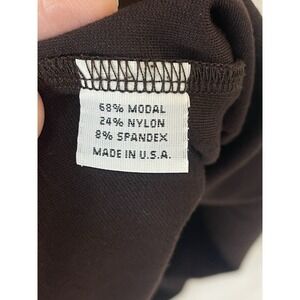 68% MODAL
24% NYLON
8% SPANDEX
MADE IN U.S.A.